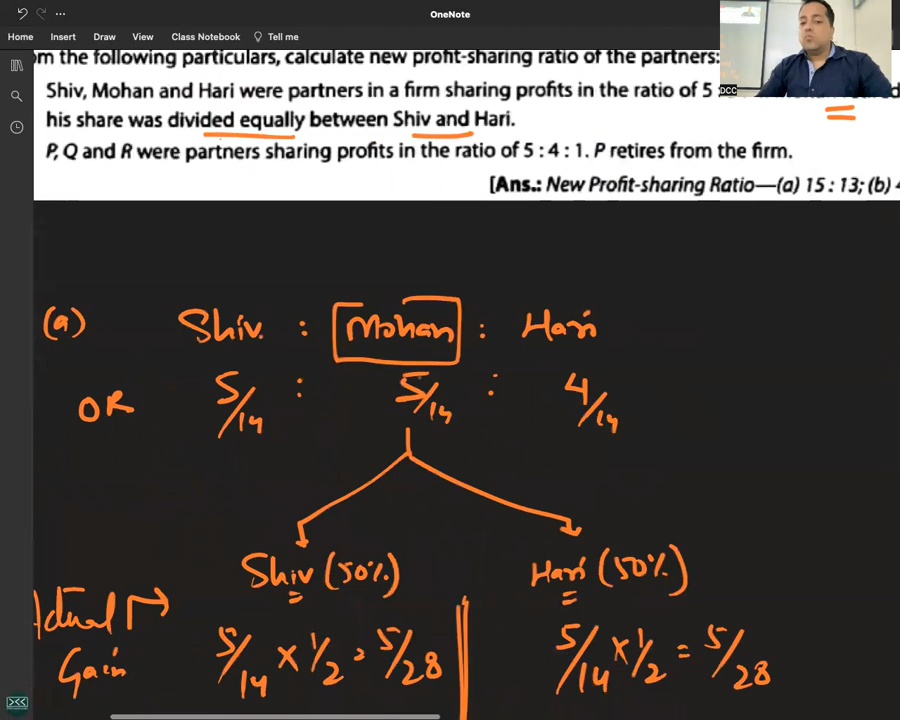 OneNote
Home Insert Draw View Class Notebook Tell me
om the following particulars, calculate new profit-sharing ratio of the partners:
Shiv, Mohan and Hari were partners in a firm sharing profits in the ratio of 5 :
his share was divided equally between Shiv and Hari.
P, Q and R were partners sharing profits in the ratio of 5 : 4 : 1. P retires from the firm.
[Ans.: New Profit-sharing Ratio—(a) 15 : 13; (b) 4
DCC
(a) Shiv : Mohan : Hari
OR 5/14 : 5/14 : 4/14
Shiv (50%) Hari (50%)
Actual Gain
5/14 × 1/2 = 5/28 5/14 × 1/2 = 5/28